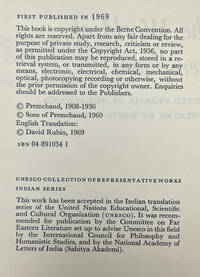 FIRST PUBLISHED IN 1969
This book is copyright under the Berne Convention. All
rights are reserved. Apart from any fair dealing for the
purpose of private study, research, criticism or review,
as permitted under the Copyright Act, 1956, no part
of this publication may be reproduced, stored in a re-
trieval system, or transmitted, in any form or by any
means, electronic, electrical, chemical, mechanical,
optical, photocopying recording or otherwise, without
the prior permission of the copyright owner. Enquiries
should be addressed to the Publishers.
© Premchand, 1908-1936
© Sons of Premchand, 1969
English Translation:
© David Rubin, 1969
SBN 04 891034 1
UNESCO COLLECTION OF REPRESENTATIVE WORKS
INDIAN SERIES
This work has been accepted in the Indian translation
series of the United Nations Educational, Scientific
and Cultural Organization (UNESCO). It was recom-
mended for publication by the Committee on Far
Eastern Literature set up to advise Unesco in this field
by the International Council for Philosophy and
Humanistic Studies, and by the National Academy of
Letters of India (Sahitya Akademi).